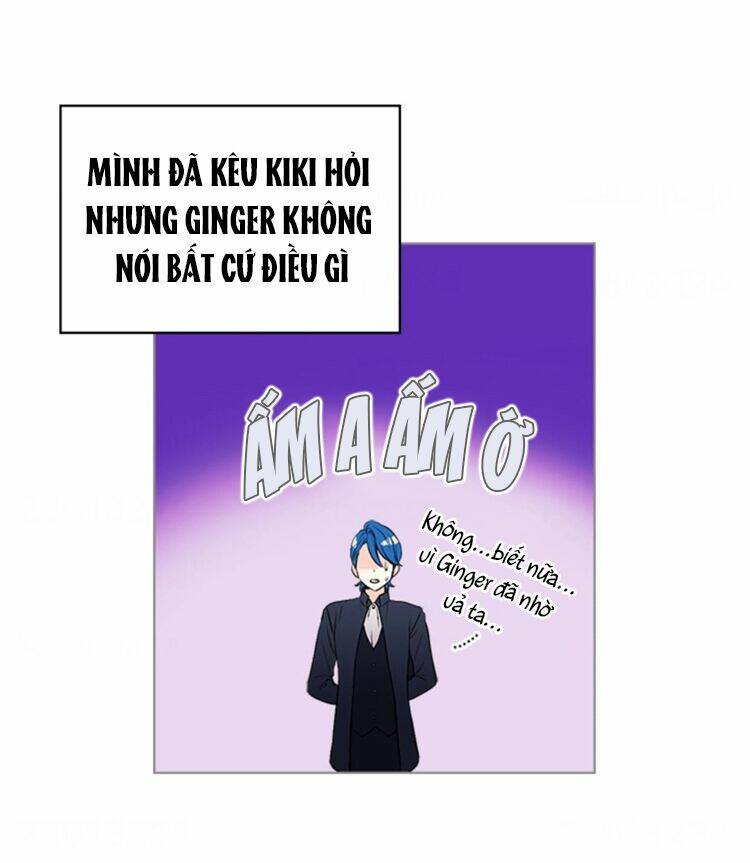 MÌNH ĐÃ KÊU KIKI HỎI
NHƯNG GINGER KHÔNG
NÓI BẤT CỨ ĐIỀU GÌ
ẤM A ẤM Ờ
Không...biết nữa...
vì Ginger đã nhờ
vả ta...
......